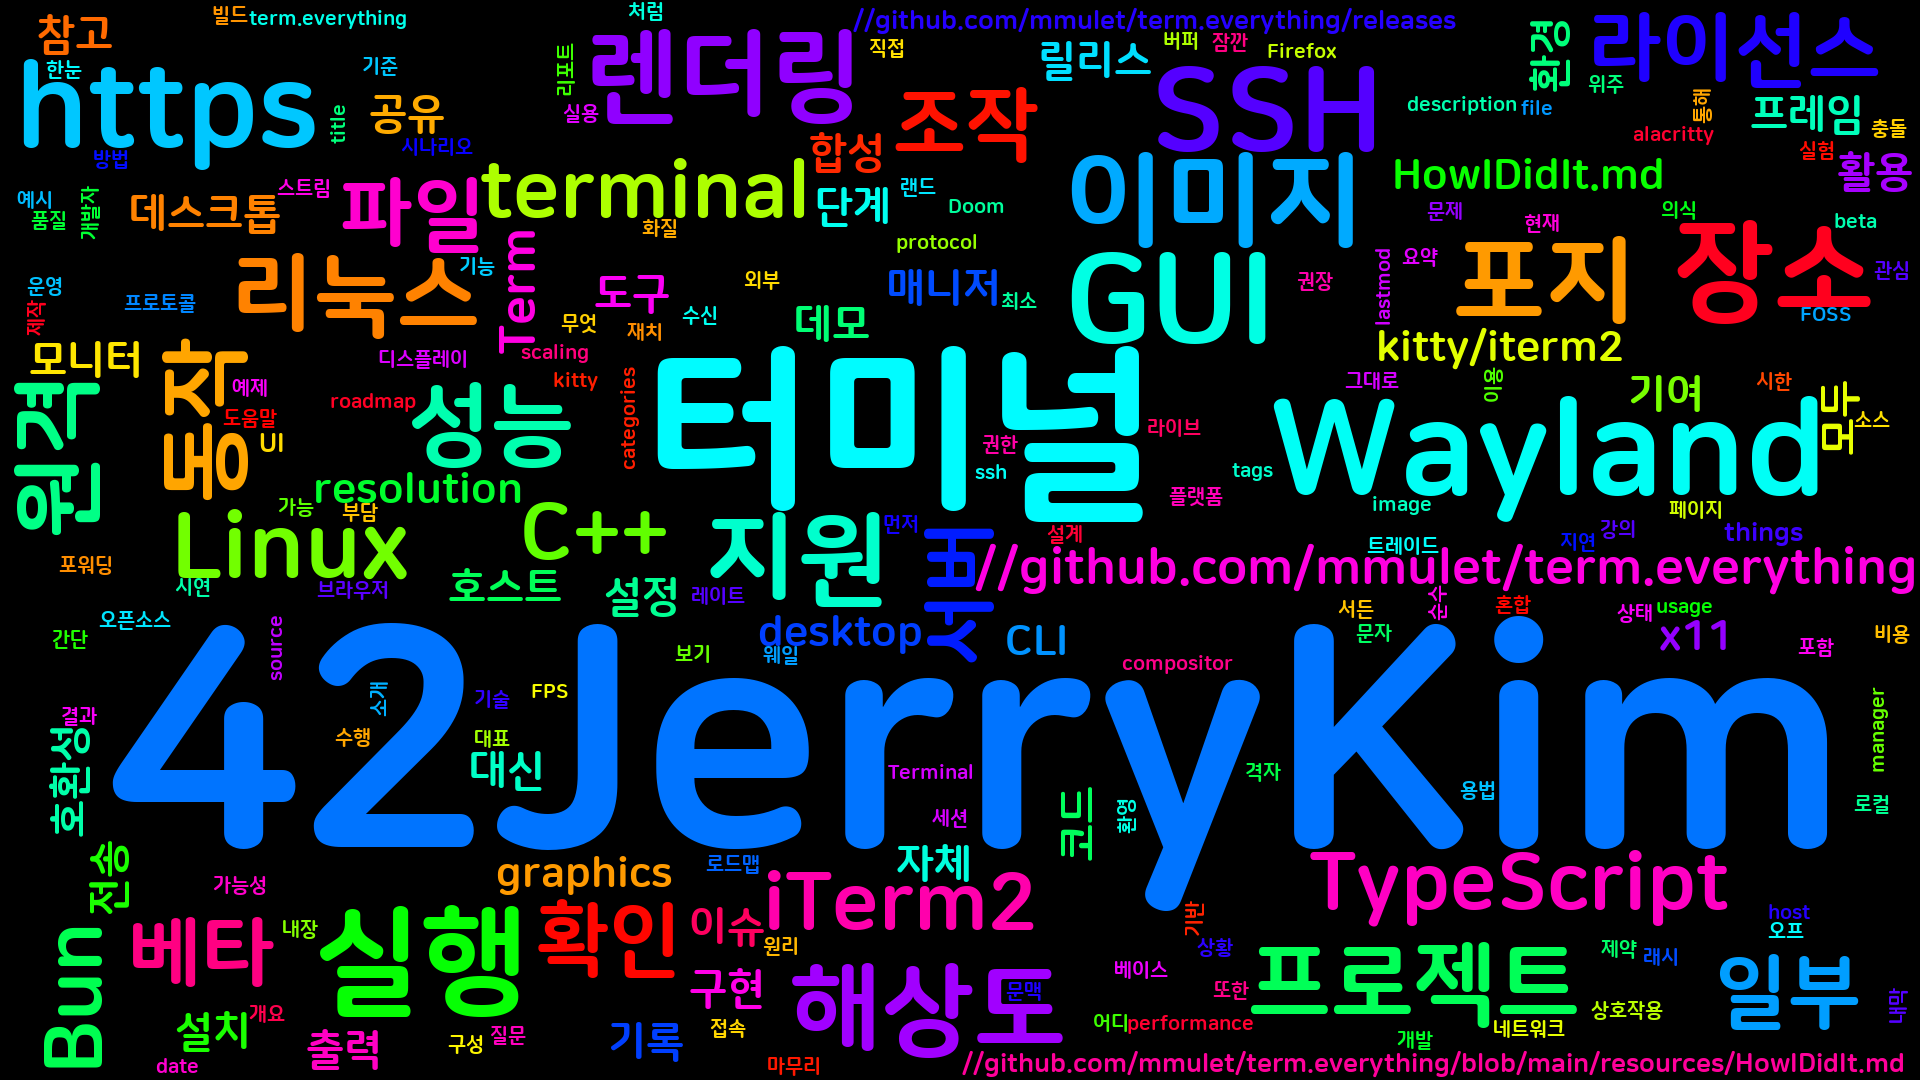 빌드
term.everything
처럼
//github.com/mmulet/term.everything/releases
참고
한눈
기준
리포트
렌더링
직접
릴리스
버퍼
잠깐
Firefox
환경
라이선스
위주
https
title
공유
시나리오
실용
조작
SSH
description
file
통해
alacritty
프레임
충돌
방법
합성
실험
예시
품질
개발자
데스크톱
스트림
파일
terminal
화질
단계
랜드
Doom
protocol
이미지
HowIDidIt.md
문제
현재
의식
활용
beta
운영
제작
프로토콜
리눅스
기능
Term
도구
무엇
재치
수신
외부
데모
매니저
최소
GUI
권장
lastmod
요약
포지
장소
관심
FOSS
모니터
동작
디스플레이
예제
도움말
UI
roadmap
scaling
kitty
categories
성능
터미널
라이브
권한
ssh
플랫폼
kitty/iterm2
그대로
이용
기여
시한
머마
소스
Wayland
tags
image
페이지
원격
resolution
가능
부담
Linux
C++
지원
먼저
서버
설계
트레이드
지연
강의
things
포워딩
시연
브라우저
호스트
설정
레이트
//github.com/mmulet/term.everything
오픈소스
간단
source
소개
보기
desktop
웨일
CLI
compositor
서든
문자
순수
혼합
상태
usage
x11
포함
비용
42JerryKim
결과
호환성
수행
기술
대표
대신
FPS
Terminal
세션
코드
환영
격자
용법
manager
로컬
전송
가능성
graphics
로드맵
자체
iTerm2
TypeScript
기반
host
오프
Bun
베타
내장
실행
확인
이슈
원리
구현
해상도
문맥
베이스
상황
또한
프로젝트
제약
래시
일부
내막
설치
개요
출력
구성
질문
기록
접속
어디
performance
개발
네트워크
상호작용
date
마무리
//github.com/mmulet/term.everything/blob/main/resources/HowIDidIt.md